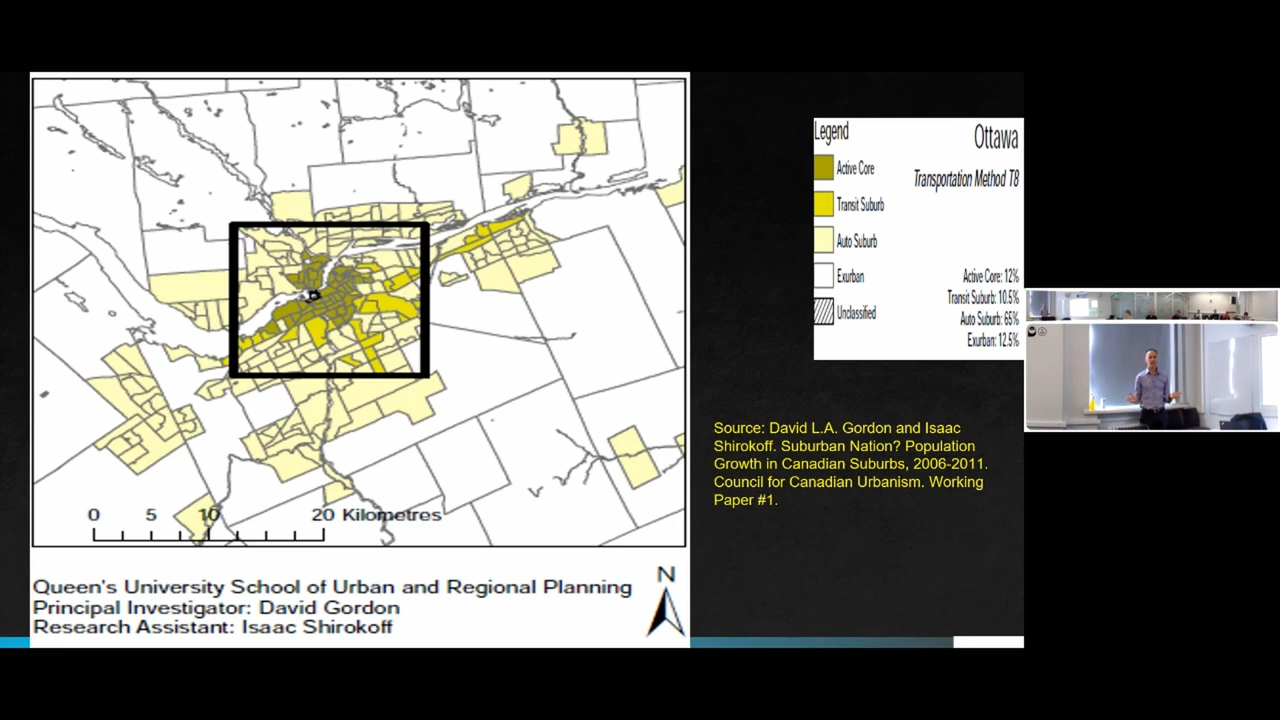 0 5 10 20 Kilometres
Queen's University School of Urban and Regional Planning
Principal Investigator: David Gordon
Research Assistant: Isaac Shirokoff
N
Legend
Ottawa
Active Core
Transportation Method T8
Transit Suburb
Auto Suburb
Exurban
Unclassified
Active Core: 12%
Transit Suburb: 10.5%
Auto Suburb: 65%
Exurban: 12.5%
Source: David L.A. Gordon and Isaac
Shirokoff. Suburban Nation? Population
Growth in Canadian Suburbs, 2006-2011.
Council for Canadian Urbanism. Working
Paper #1.